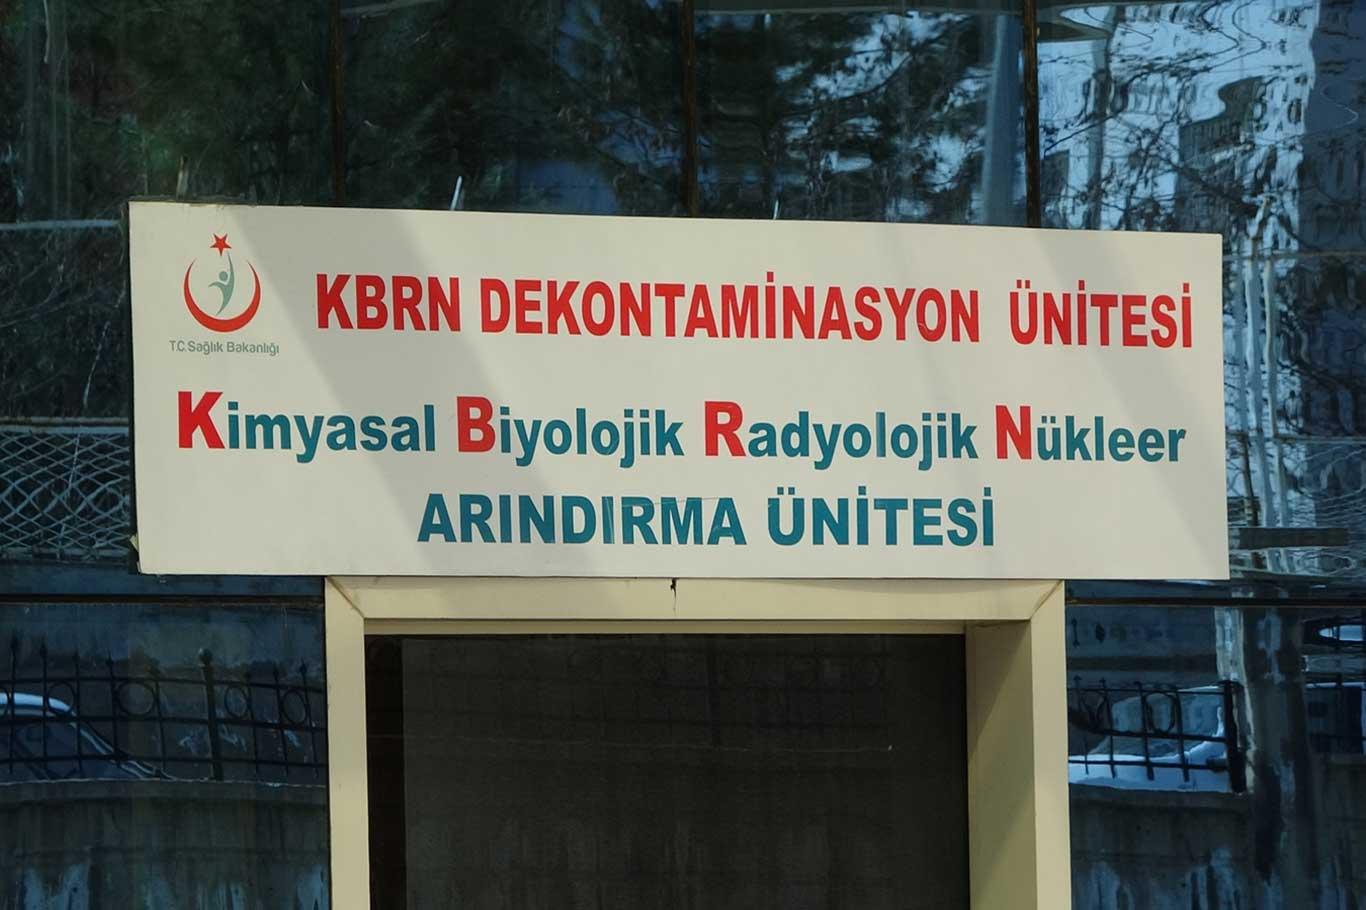 T.C. Sağlık Bakanlığı
KBRN DEKONTAMİNASYON ÜNİTESİ
Kimyasal Biyolojik Radyolojik Nükleer
ARINDIRMA ÜNİTESİ